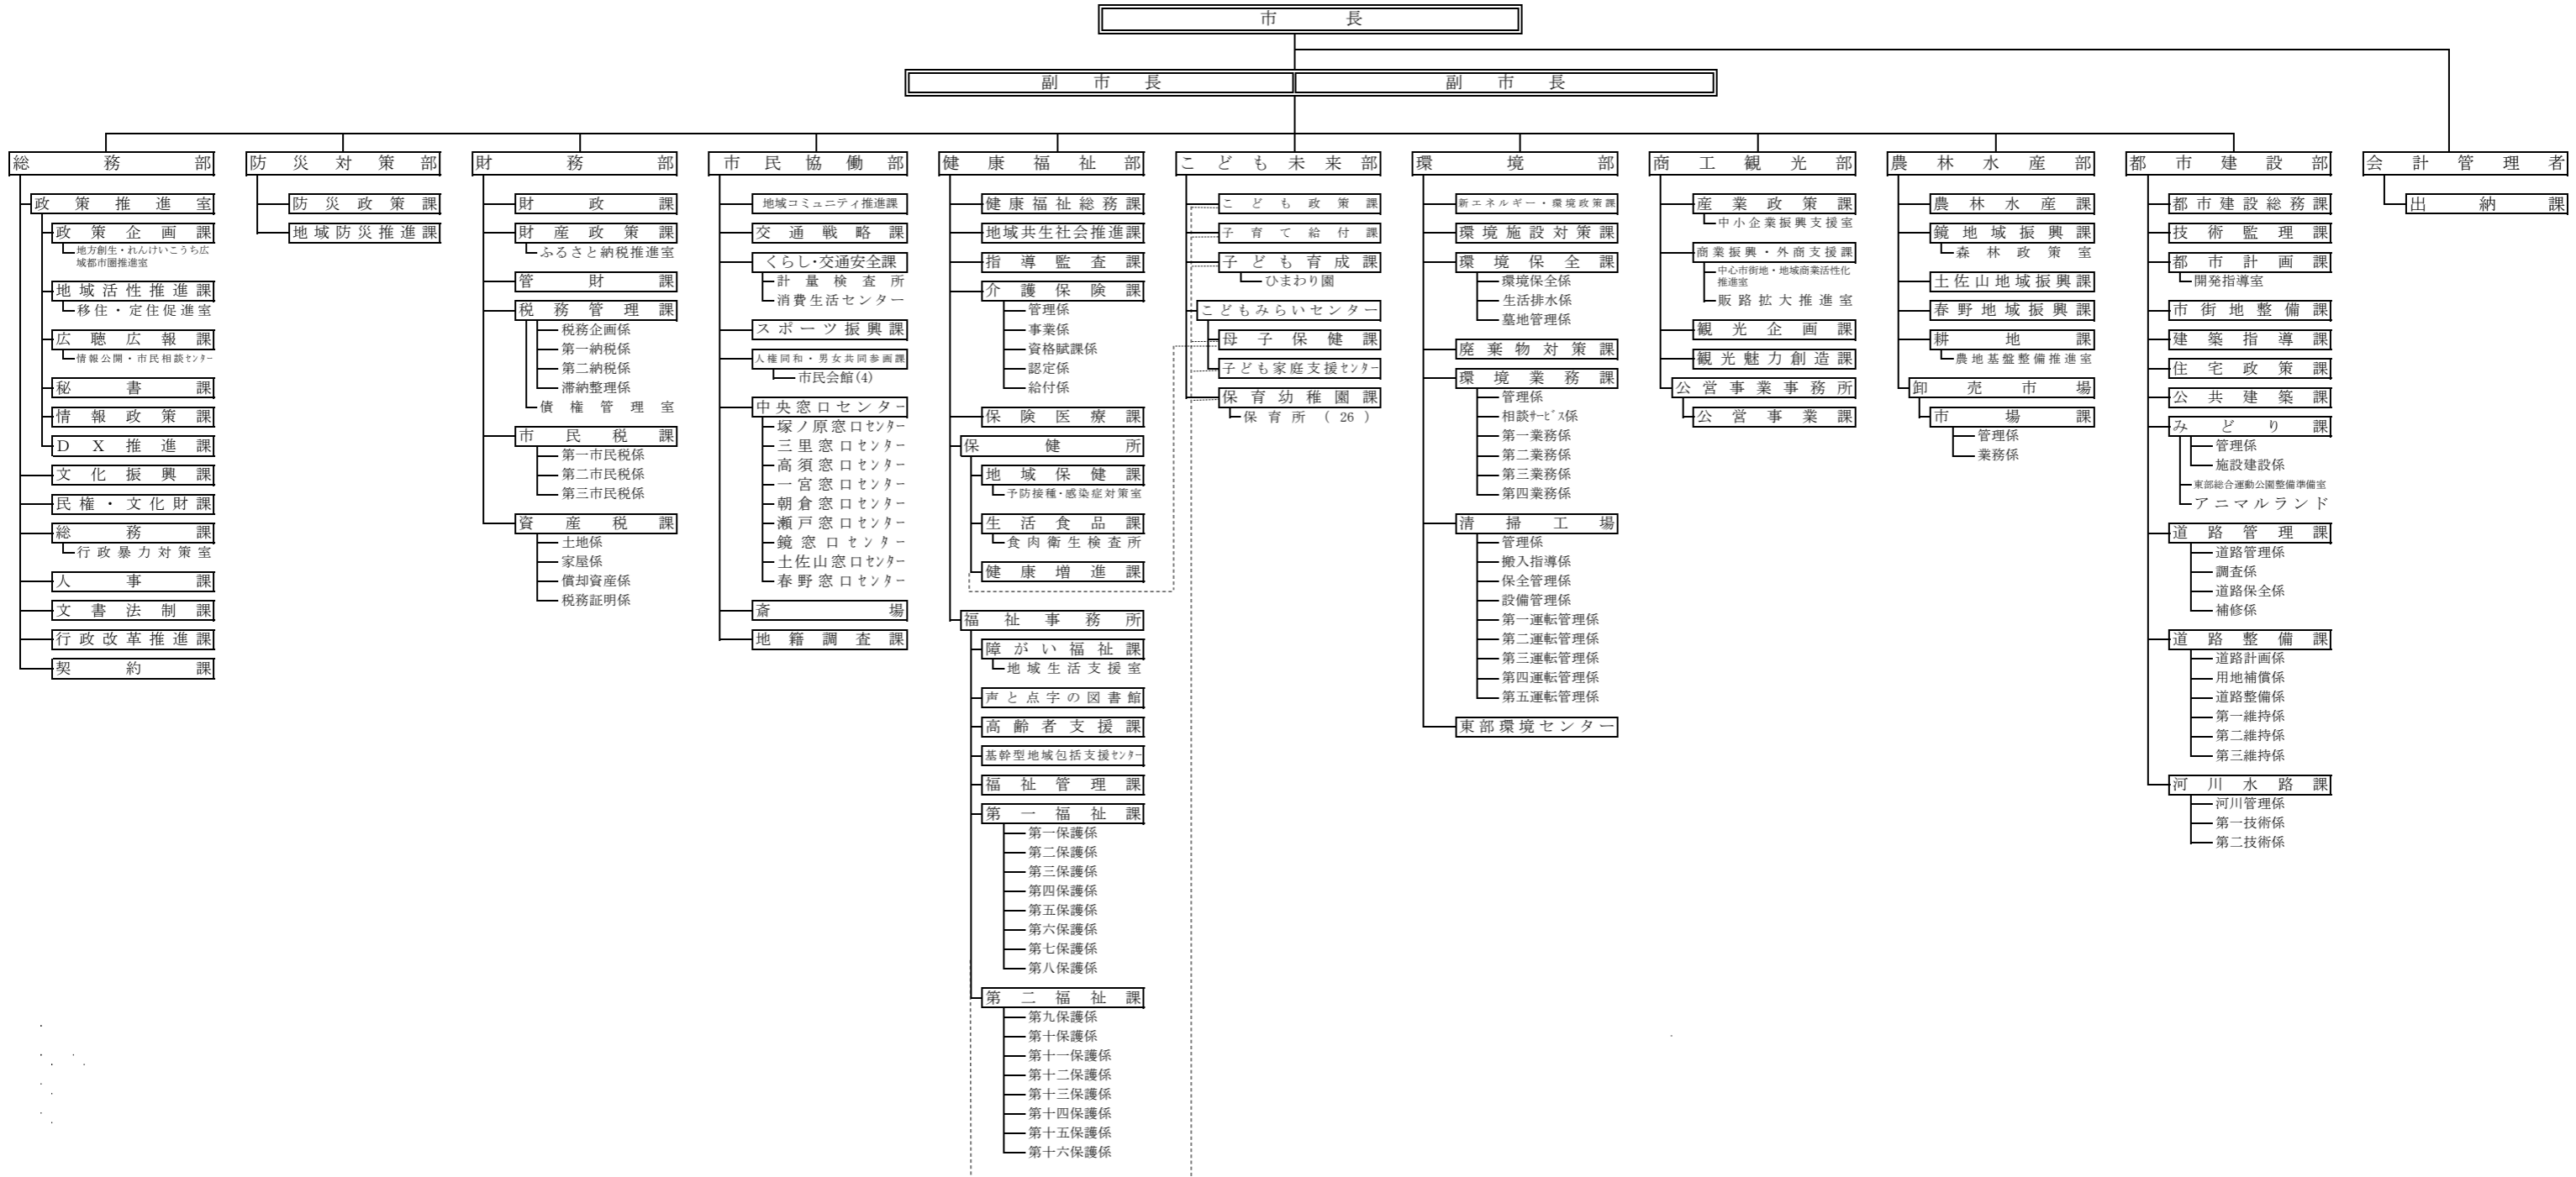 市長
副市長
副市長
総務部
政策推進室
政策企画課
地方創生・れんけいこうち広
域都市圏推進室
地域活性推進課
移住・定住促進室
広聴広報課
情報公開・市民相談ｾﾝﾀｰ
秘書課
情報政策課
ＤＸ推進課
文化振興課
民権・文化財課
総務課
行政暴力対策室
人事課
文書法制課
行政改革推進課
契約課
防災対策部
防災政策課
地域防災推進課
財務部
財政課
財産政策課
ふるさと納税推進室
管財課
税務管理課
税務企画係
第一納税係
第二納税係
滞納整理係
債権管理室
市民税課
第一市民税係
第二市民税係
第三市民税係
資産税課
土地係
家屋係
償却資産係
税務証明係
市民協働部
地域コミュニティ推進課
交通戦略課
くらし･交通安全課
計量検査所
消費生活センター
スポーツ振興課
人権同和・男女共同参画課
市民会館(4)
中央窓口センター
塚ノ原窓口ｾﾝﾀｰ
三里窓口センター
高須窓口センター
一宮窓口センター
朝倉窓口センター
瀬戸窓口センター
鏡窓口センター
土佐山窓口ｾﾝﾀｰ
春野窓口センター
斎場
地籍調査課
健康福祉部
健康福祉総務課
地域共生社会推進課
指導監査課
介護保険課
管理係
事業係
資格賦課係
認定係
給付係
保険医療課
保健所
地域保健課
予防接種･感染症対策室
生活食品課
食肉衛生検査所
健康増進課
福祉事務所
障がい福祉課
地域生活支援室
声と点字の図書館
高齢者支援課
基幹型地域包括支援ｾﾝﾀｰ
福祉管理課
第一福祉課
第一保護係
第二保護係
第三保護係
第四保護係
第五保護係
第六保護係
第七保護係
第八保護係
第二福祉課
第九保護係
第十保護係
第十一保護係
第十二保護係
第十三保護係
第十四保護係
第十五保護係
第十六保護係
こども未来部
こども政策課
子育て給付課
子ども育成課
ひまわり園
こどもみらいセンター
母子保健課
子ども家庭支援ｾﾝﾀｰ
保育幼稚園課
保育所（26）
環境部
新エネルギー・環境政策課
環境施設対策課
環境保全課
環境保全係
生活排水係
墓地管理係
廃棄物対策課
環境業務課
管理係
相談ｻｰﾋﾞｽ係
第一業務係
第二業務係
第三業務係
第四業務係
清掃工場
管理係
搬入指導係
保全管理係
設備管理係
第一運転管理係
第二運転管理係
第三運転管理係
第四運転管理係
第五運転管理係
東部環境センター
商工観光部
産業政策課
中小企業振興支援室
商業振興・外商支援課
中心市街地・地域商業活性化
推進室
販路拡大推進室
観光企画課
観光魅力創造課
公営事業事務所
公営事業課
農林水産部
農林水産課
鏡地域振興課
森林政策室
土佐山地域振興課
春野地域振興課
耕地課
農地基盤整備推進室
卸売市場
市場課
管理係
業務係
都市建設部
都市建設総務課
技術監理課
都市計画課
開発指導室
市街地整備課
建築指導課
住宅政策課
公共建築課
みどり課
管理係
施設建設係
東部総合運動公園整備準備室
アニマルランド
道路管理課
道路管理係
調査係
道路保全係
補修係
道路整備課
道路計画係
用地補償係
道路整備係
第一維持係
第二維持係
第三維持係
河川水路課
河川管理係
第一技術係
第二技術係
会計管理者
出納課